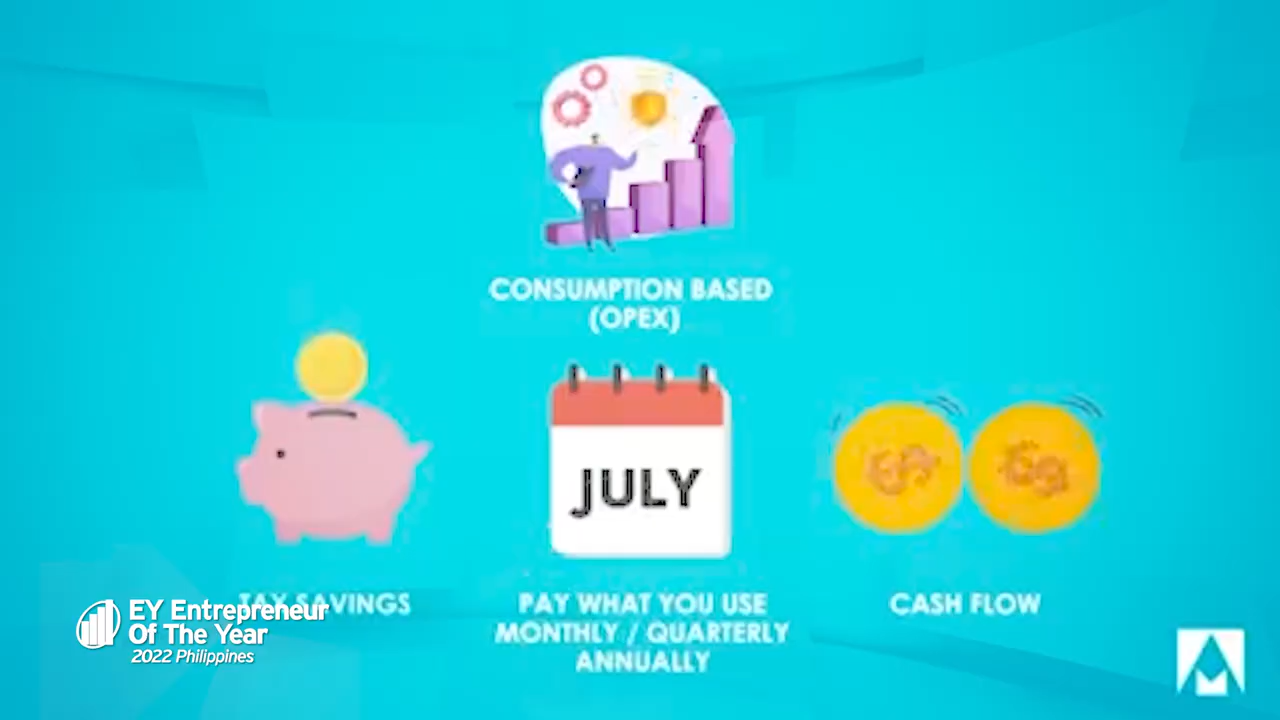 CONSUMPTION BASED
(OPEX)
JULY
TAX SAVINGS
PAY WHAT YOU USE
MONTHLY / QUARTERLY
ANNUALLY
CASH FLOW
EY Entrepreneur
Of The Year
2022 Philippines